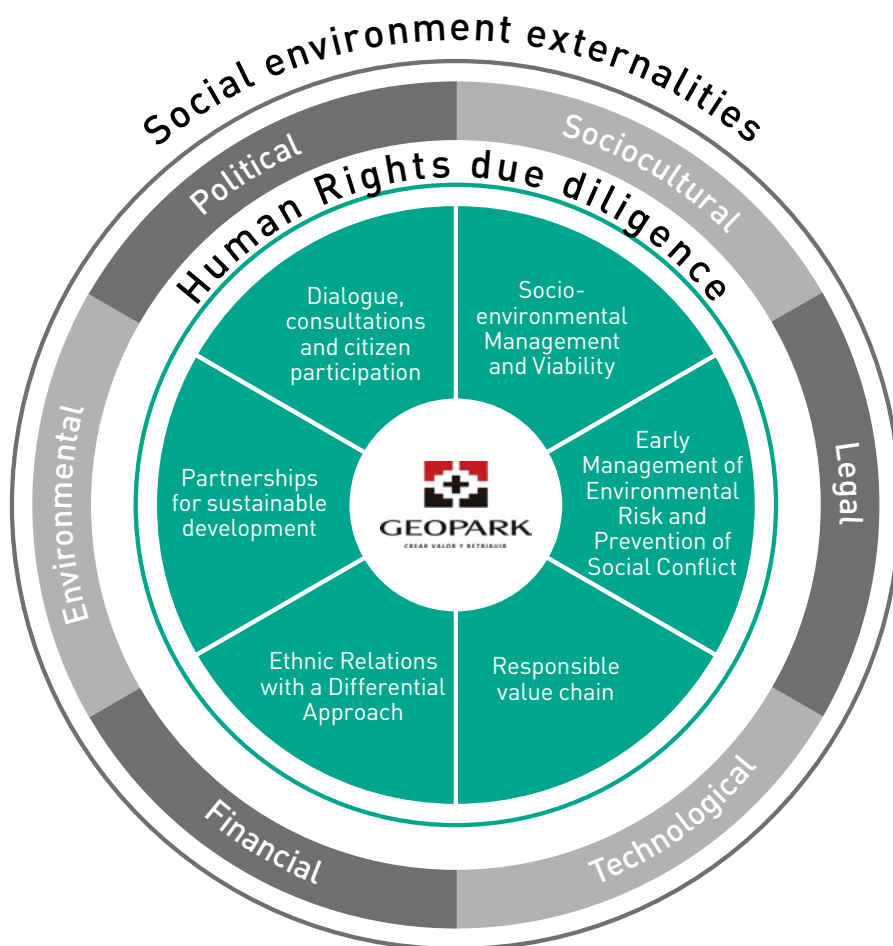 Social environment externalities
Political
Sociocultural
Human Rights due diligence
Dialogue,
consultations
and citizen
participation
Socio-
environmental
Management
and Viability
Environmental
Partnerships
for sustainable
development
GEOPARK
CREAR VALOR Y RETRIBUIR
Early
Management of
Environmental
Risk and
Prevention of
Social Conflict
Legal
Ethnic Relations
with a Differential
Approach
Responsible
value chain
Financial
Technological